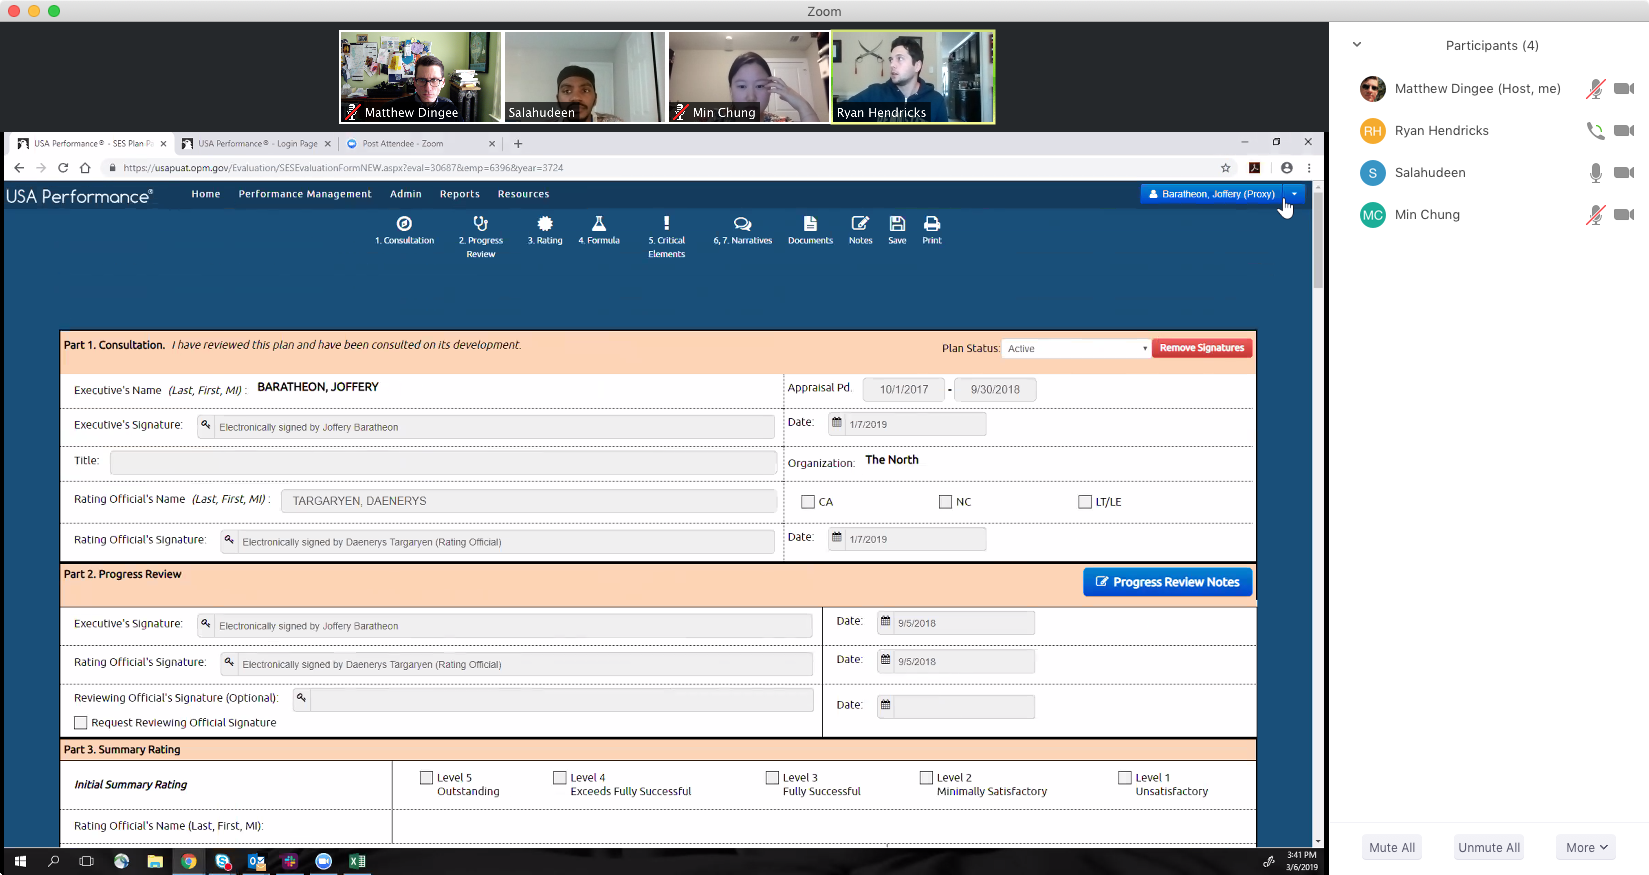 Zoom
Matthew Dingee
Salahudeen
Min Chung
Ryan Hendricks
Participants (4)
Matthew Dingee (Host, me)
RH Ryan Hendricks
S Salahudeen
MC Min Chung
Mute All
Unmute All
More
USA Performance® - SES Plan P
USA Performance® - Login Page
Post Attendee - Zoom
https://usapuat.opm.gov/Evaluation/SESEvaluationFormNEW.aspx?eval=30687&emp=6396&year=3724
USA Performance®
Home
Performance Management
Admin
Reports
Resources
Baratheon, Joffery (Proxy)
1. Consultation
2. Progress
Review
3. Rating
4. Formula
5. Critical
Elements
6, 7. Narratives
Documents
Notes
Save
Print
Part 1. Consultation. I have reviewed this plan and have been consulted on its development.
Plan Status: Active
Remove Signatures
Executive's Name (Last, First, MI) : BARATHEON, JOFFERY
Appraisal Pd. 10/1/2017 - 9/30/2018
Executive's Signature: Electronically signed by Joffery Baratheon
Date: 1/7/2019
Title:
Organization: The North
Rating Official's Name (Last, First, MI) : TARGARYEN, DAENERYS
CA
NC
LT/LE
Rating Official's Signature: Electronically signed by Daenerys Targaryen (Rating Official)
Date: 1/7/2019
Part 2. Progress Review
Progress Review Notes
Executive's Signature: Electronically signed by Joffery Baratheon
Date: 9/5/2018
Rating Official's Signature: Electronically signed by Daenerys Targaryen (Rating Official)
Date: 9/5/2018
Reviewing Official's Signature (Optional):
Date:
Request Reviewing Official Signature
Part 3. Summary Rating
Initial Summary Rating
Level 5
Outstanding
Level 4
Exceeds Fully Successful
Level 3
Fully Successful
Level 2
Minimally Satisfactory
Level 1
Unsatisfactory
Rating Official's Name (Last, First, MI):
3:41 PM
3/6/2019